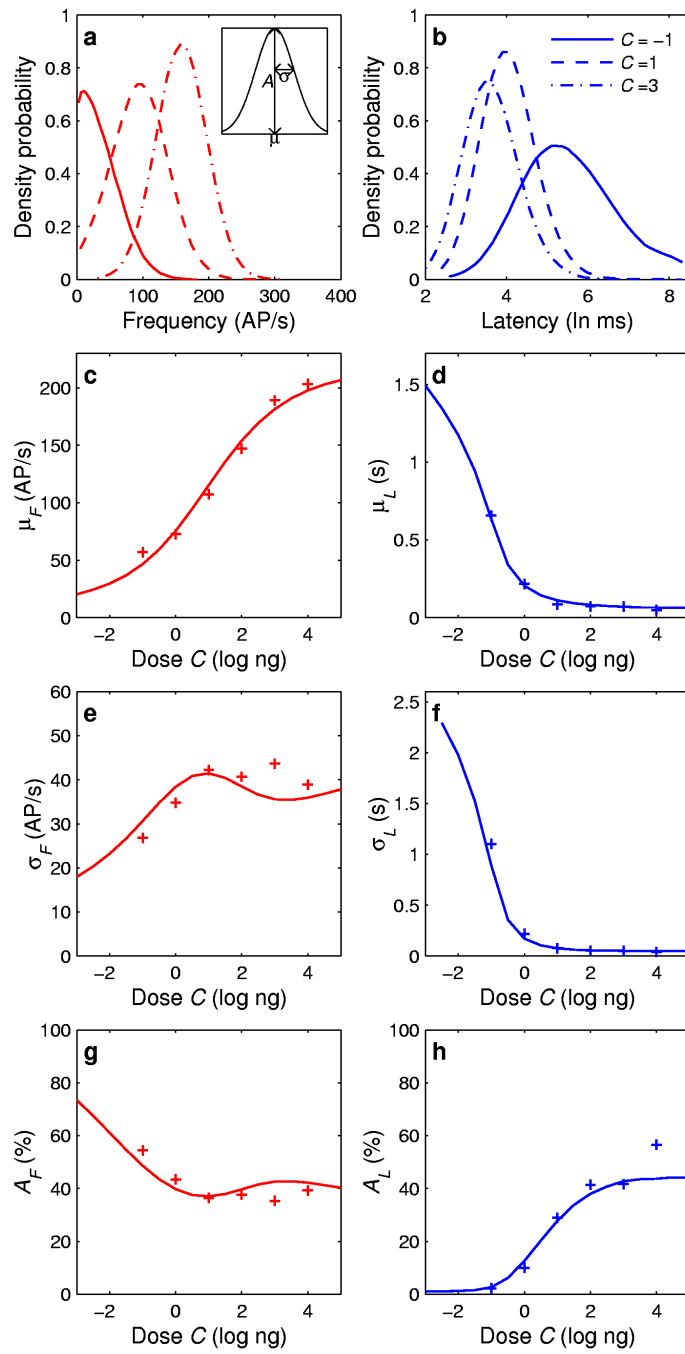 a
Density probability
1
0.8
0.6
0.4
0.2
0
0 100 200 300 400
Frequency (AP/s)
A
σ
μ
b
Density probability
1
0.8
0.6
0.4
0.2
0
2 4 6 8
Latency (ln ms)
C = −1
C =1
C =3
c
μF (AP/s)
200
150
100
50
0
−2 0 2 4
Dose C (log ng)
d
μL (s)
1.5
1
0.5
0
−2 0 2 4
Dose C (log ng)
e
σF (AP/s)
60
50
40
30
20
10
0
−2 0 2 4
Dose C (log ng)
f
σL (s)
2.5
2
1.5
1
0.5
0
−2 0 2 4
Dose C (log ng)
g
AF (%)
100
80
60
40
20
0
−2 0 2 4
Dose C (log ng)
h
AL (%)
100
80
60
40
20
0
−2 0 2 4
Dose C (log ng)